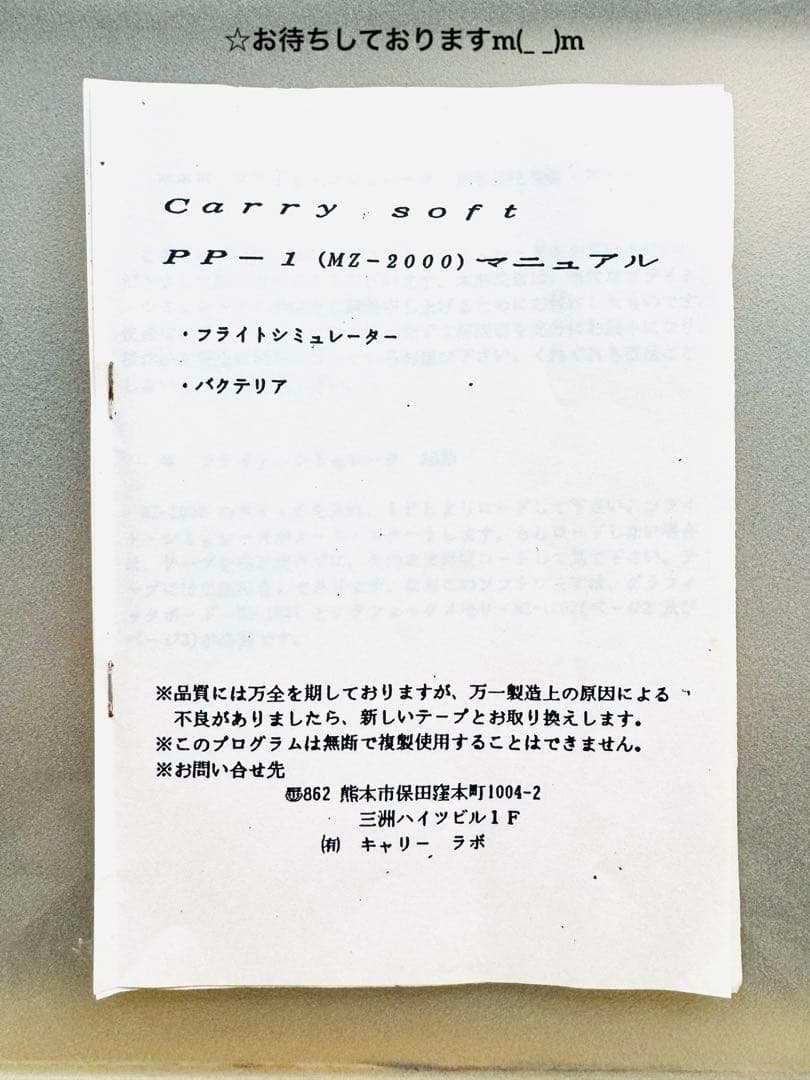 ☆お待ちしておりますm(_ _)m
Carry soft
PP－1 (MZ－2000) マニュアル
・フライトシミュレーター
・バクテリア
※品質には万全を期しておりますが、万一製造上の原因による
不良がありましたら、新しいテープとお取り換えします。
※このプログラムは無断で複製使用することはできません。
※お問い合せ先
〠862 熊本市保田窪本町1004-2
三洲ハイツビル１Ｆ
㈲ キャリー ラボ